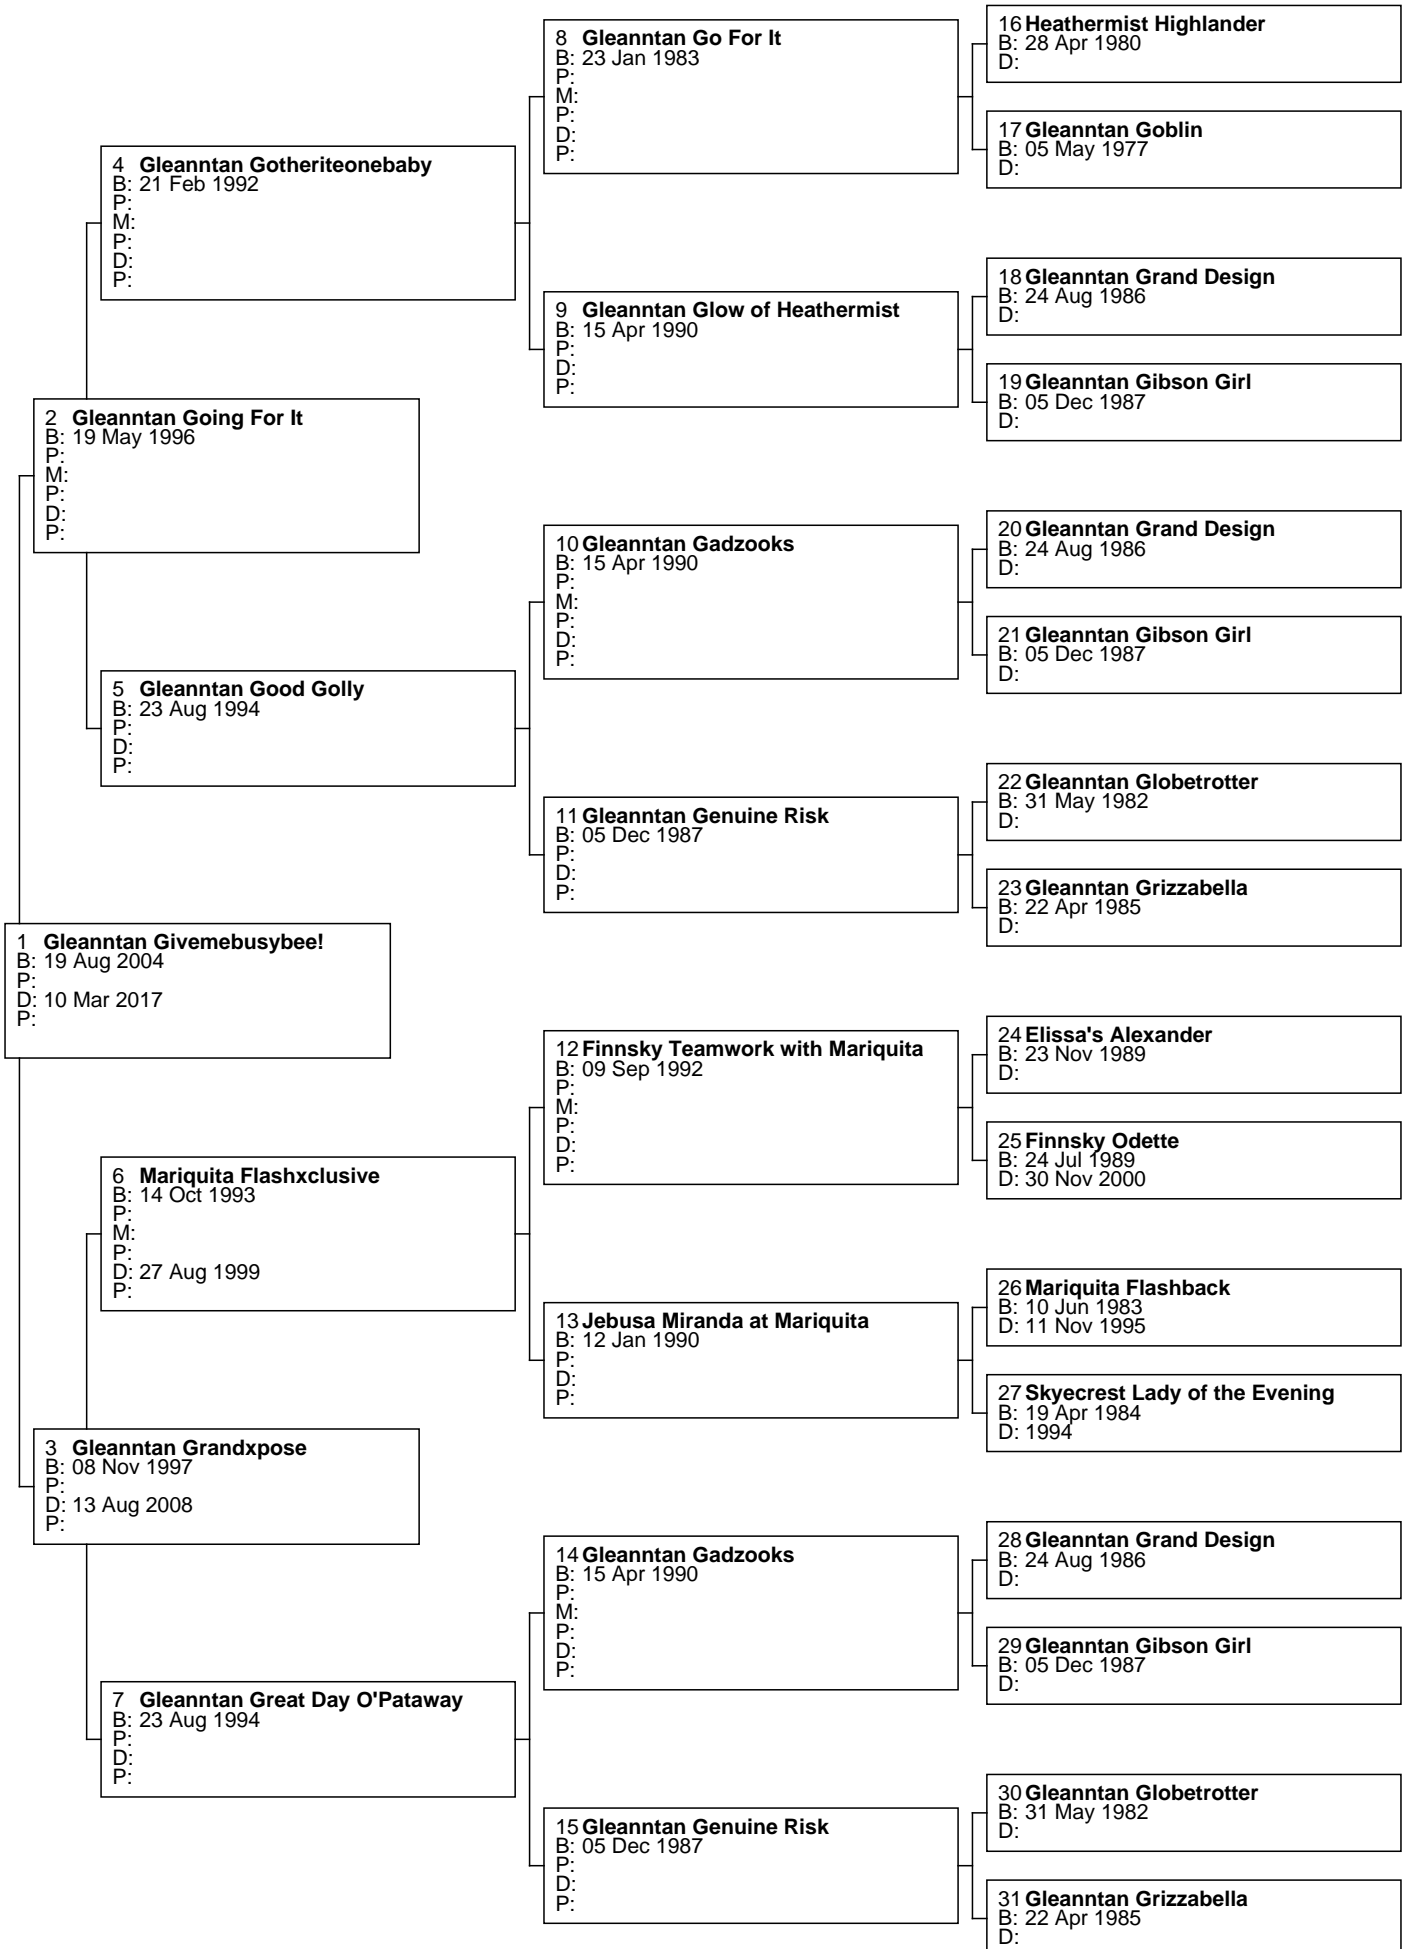 1 Gleanntan Givemebusybee!
B: 19 Aug 2004
P:
D: 10 Mar 2017
P:
2 Gleanntan Going For It
B: 19 May 1996
P:
M:
P:
D:
P:
3 Gleanntan Grandxpose
B: 08 Nov 1997
P:
D: 13 Aug 2008
P:
4 Gleanntan Gotheriteonebaby
B: 21 Feb 1992
P:
M:
P:
D:
P:
5 Gleanntan Good Golly
B: 23 Aug 1994
P:
D:
P:
6 Mariquita Flashxclusive
B: 14 Oct 1993
P:
M:
P:
D: 27 Aug 1999
P:
7 Gleanntan Great Day O'Pataway
B: 23 Aug 1994
P:
D:
P:
8 Gleanntan Go For It
B: 23 Jan 1983
P:
M:
P:
D:
P:
9 Gleanntan Glow of Heathermist
B: 15 Apr 1990
P:
D:
P:
10 Gleanntan Gadzooks
B: 15 Apr 1990
P:
M:
P:
D:
P:
11 Gleanntan Genuine Risk
B: 05 Dec 1987
P:
D:
P:
12 Finnsky Teamwork with Mariquita
B: 09 Sep 1992
P:
M:
P:
D:
P:
13 Jebusa Miranda at Mariquita
B: 12 Jan 1990
P:
D:
P:
14 Gleanntan Gadzooks
B: 15 Apr 1990
P:
M:
P:
D:
P:
15 Gleanntan Genuine Risk
B: 05 Dec 1987
P:
D:
P:
16 Heathermist Highlander
B: 28 Apr 1980
D:
17 Gleanntan Goblin
B: 05 May 1977
D:
18 Gleanntan Grand Design
B: 24 Aug 1986
D:
19 Gleanntan Gibson Girl
B: 05 Dec 1987
D:
20 Gleanntan Grand Design
B: 24 Aug 1986
D:
21 Gleanntan Gibson Girl
B: 05 Dec 1987
D:
22 Gleanntan Globetrotter
B: 31 May 1982
D:
23 Gleanntan Grizzabella
B: 22 Apr 1985
D:
24 Elissa's Alexander
B: 23 Nov 1989
D:
25 Finnsky Odette
B: 24 Jul 1989
D: 30 Nov 2000
26 Mariquita Flashback
B: 10 Jun 1983
D: 11 Nov 1995
27 Skyecrest Lady of the Evening
B: 19 Apr 1984
D: 1994
28 Gleanntan Grand Design
B: 24 Aug 1986
D:
29 Gleanntan Gibson Girl
B: 05 Dec 1987
D:
30 Gleanntan Globetrotter
B: 31 May 1982
D:
31 Gleanntan Grizzabella
B: 22 Apr 1985
D: